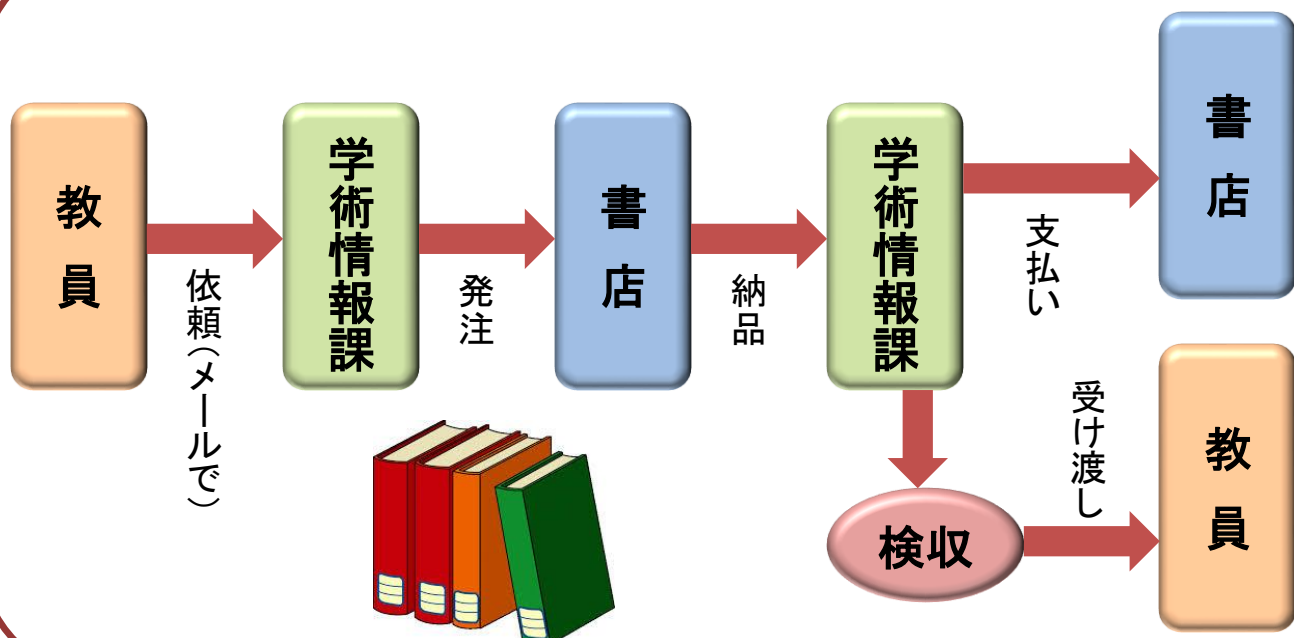 教員
依頼（メールで）
学術情報課
発注
書店
納品
学術情報課
支払い
書店
検収
受け渡し
教員